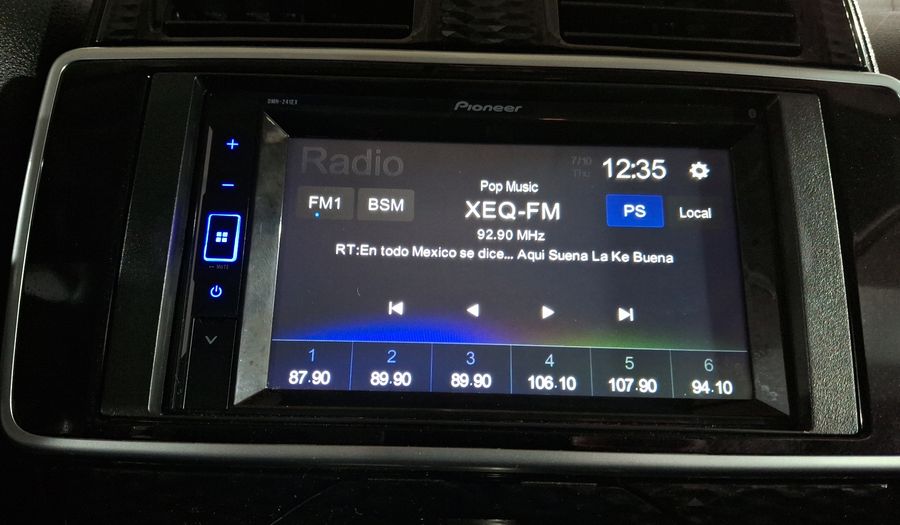 DMH-241EX
Pioneer
Radio
7/10
Thu
12:35
Pop Music
FM1
BSM
XEQ-FM
PS
Local
92.90 MHz
RT:En todo Mexico se dice... Aqui Suena La Ke Buena
MUTE
1 2 3 4 5 6
87.90 89.90 89.90 106.10 107.90 94.10